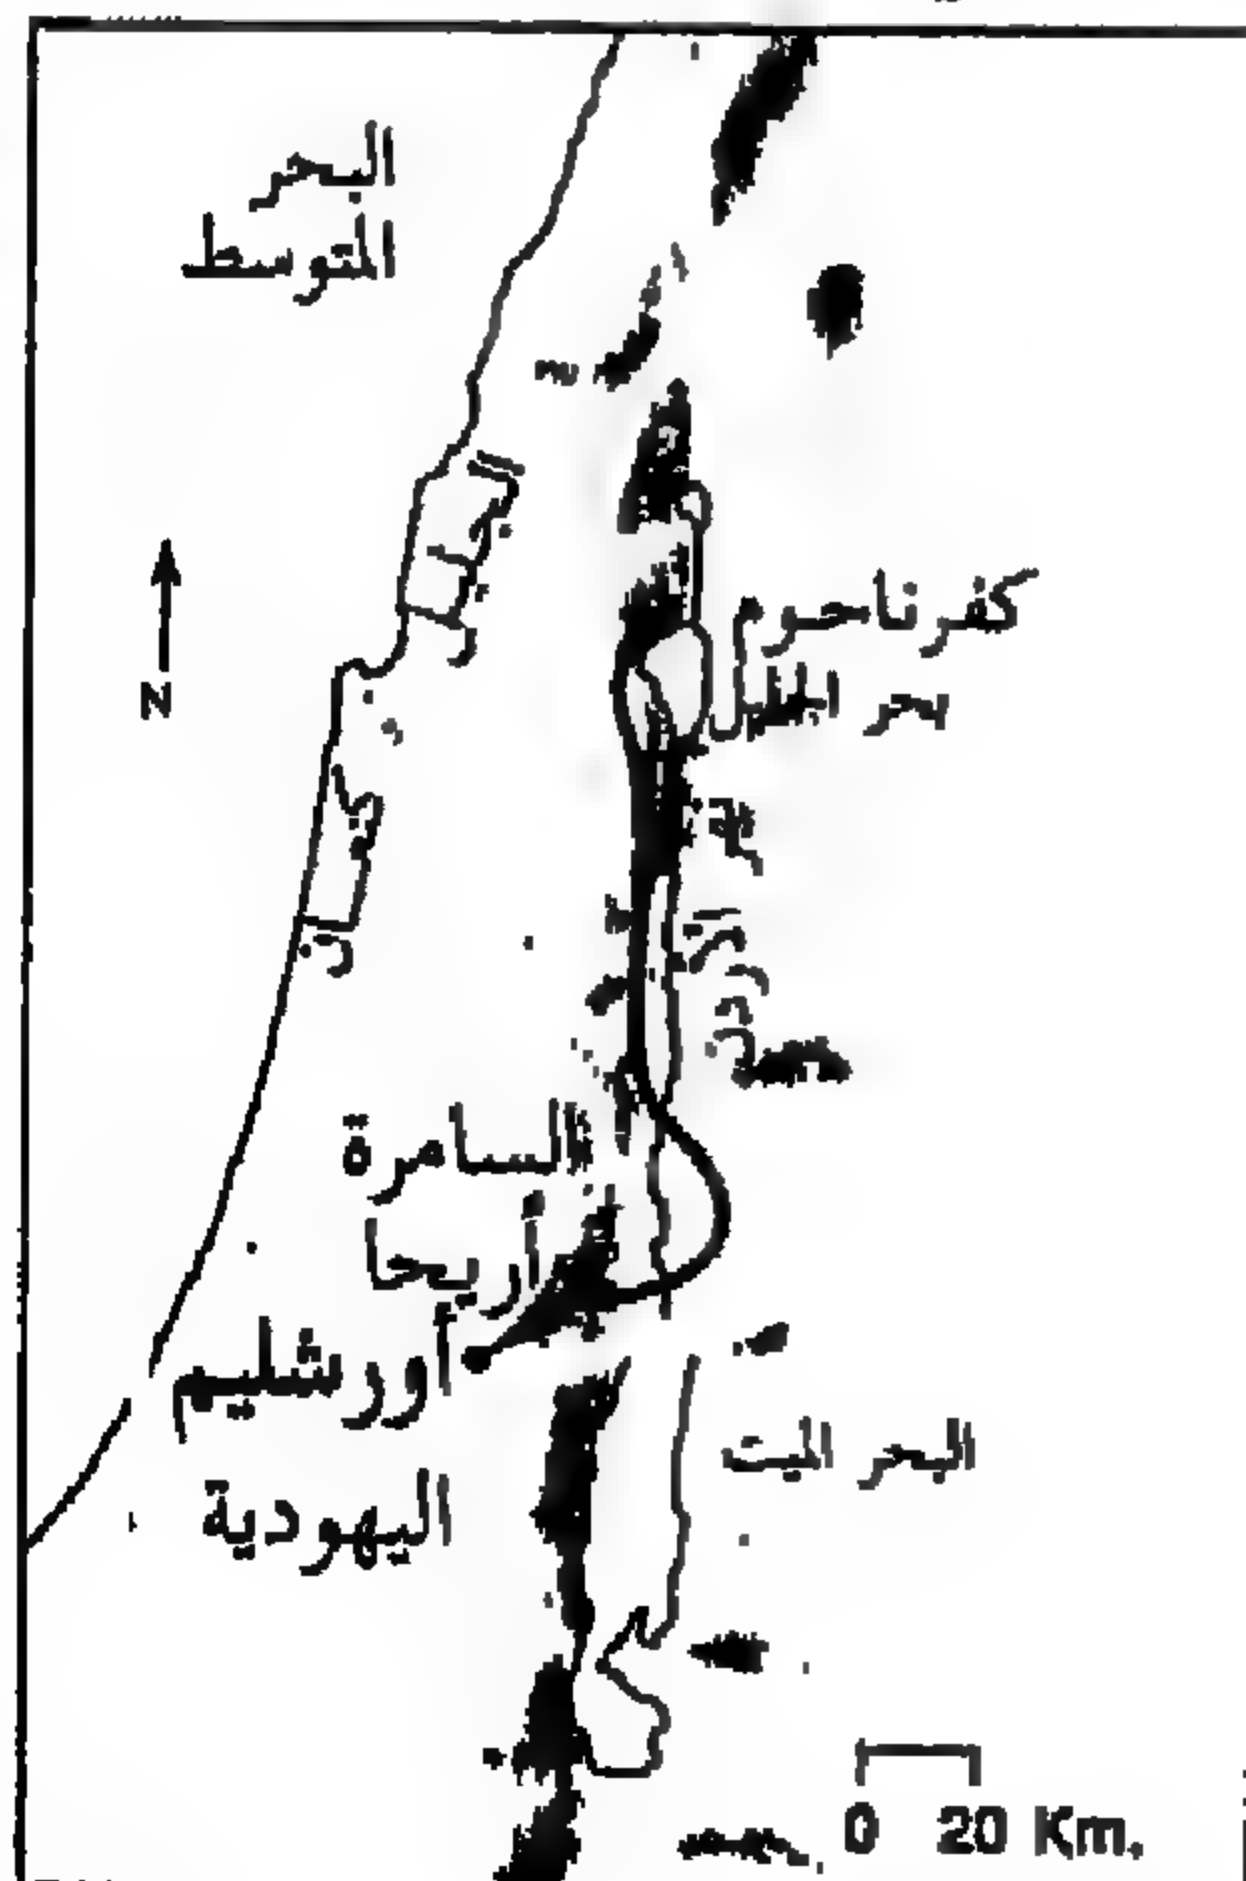 البحر
المتوسط
N
كفرناحوم
بحر الجليل
السامرة
أريحا
أورشليم
البحر الميت
اليهودية
0 20 Km.